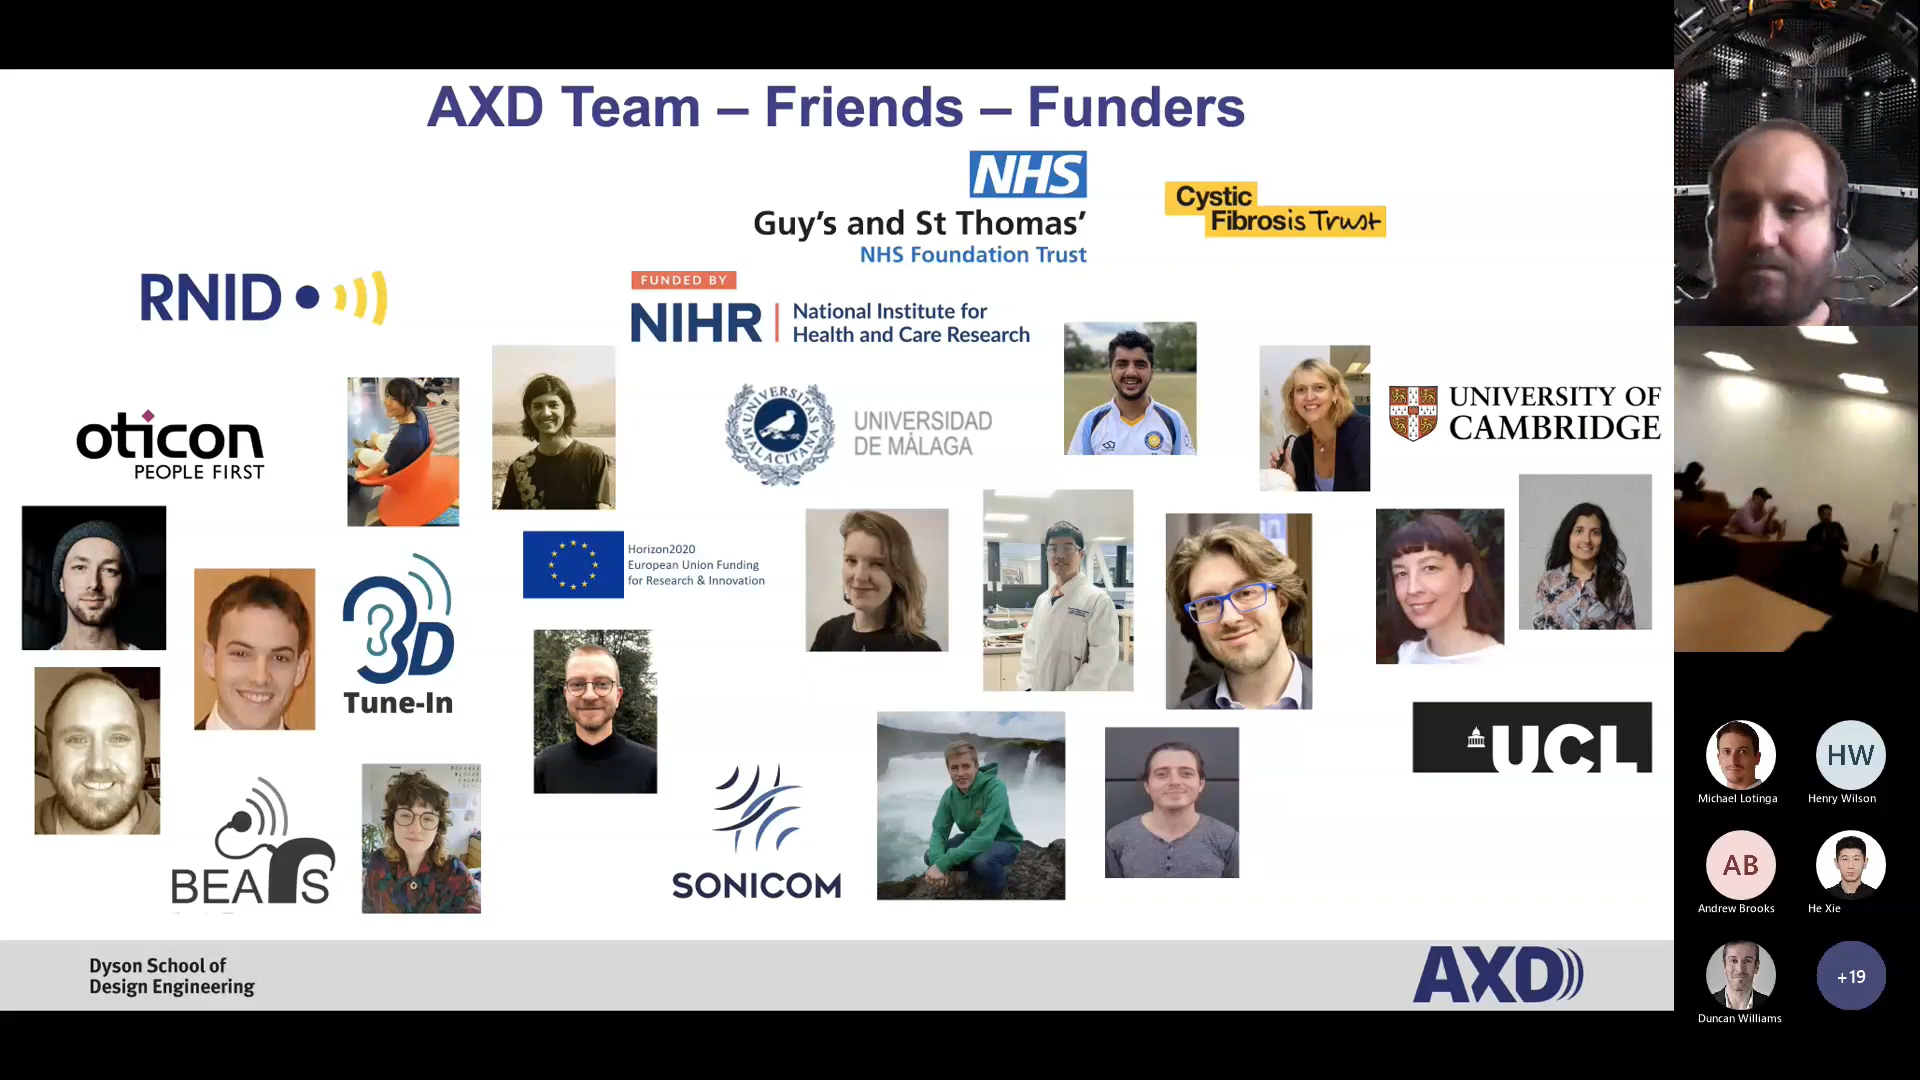 AXD Team – Friends – Funders
NHS
Guy's and St Thomas'
NHS Foundation Trust
Cystic
Fibrosis Trust
RNID
FUNDED BY
NIHR | National Institute for
Health and Care Research
oticon
PEOPLE FIRST
UNIVERSITAS MALACITANA
UNIVERSIDAD
DE MÁLAGA
UNIVERSITY OF
CAMBRIDGE
Horizon2020
European Union Funding
for Research & Innovation
3D
Tune-In
UCL
BEARS
SONICOM
Dyson School of
Design Engineering
AXD
HW
Michael Lotinga
Henry Wilson
AB
Andrew Brooks
He Xie
+19
Duncan Williams